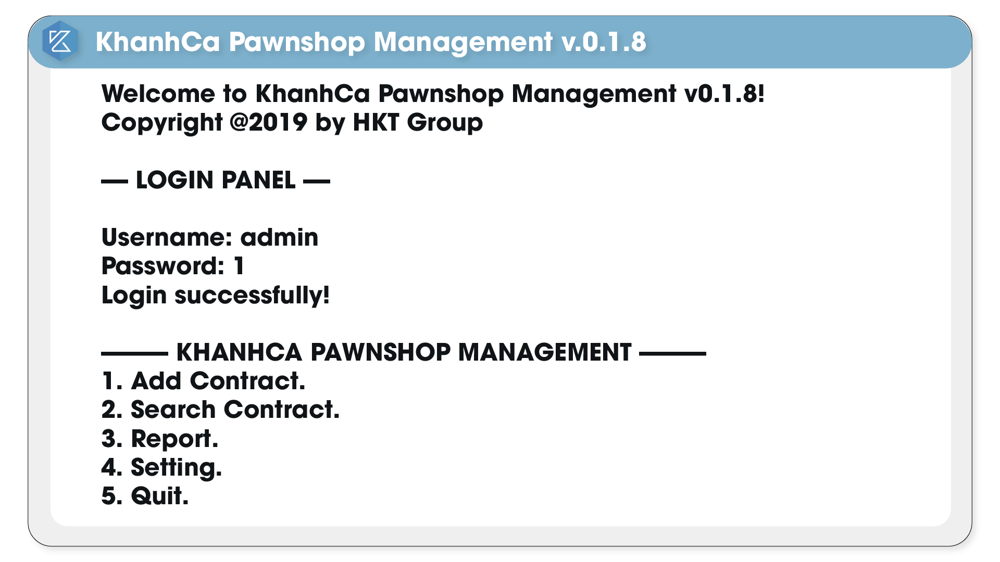 KhanhCa Pawnshop Management v.0.1.8
Welcome to KhanhCa Pawnshop Management v0.1.8!
Copyright @2019 by HKT Group
— LOGIN PANEL —
Username: admin
Password: 1
Login successfully!
——— KHANHCA PAWNSHOP MANAGEMENT ———
1. Add Contract.
2. Search Contract.
3. Report.
4. Setting.
5. Quit.